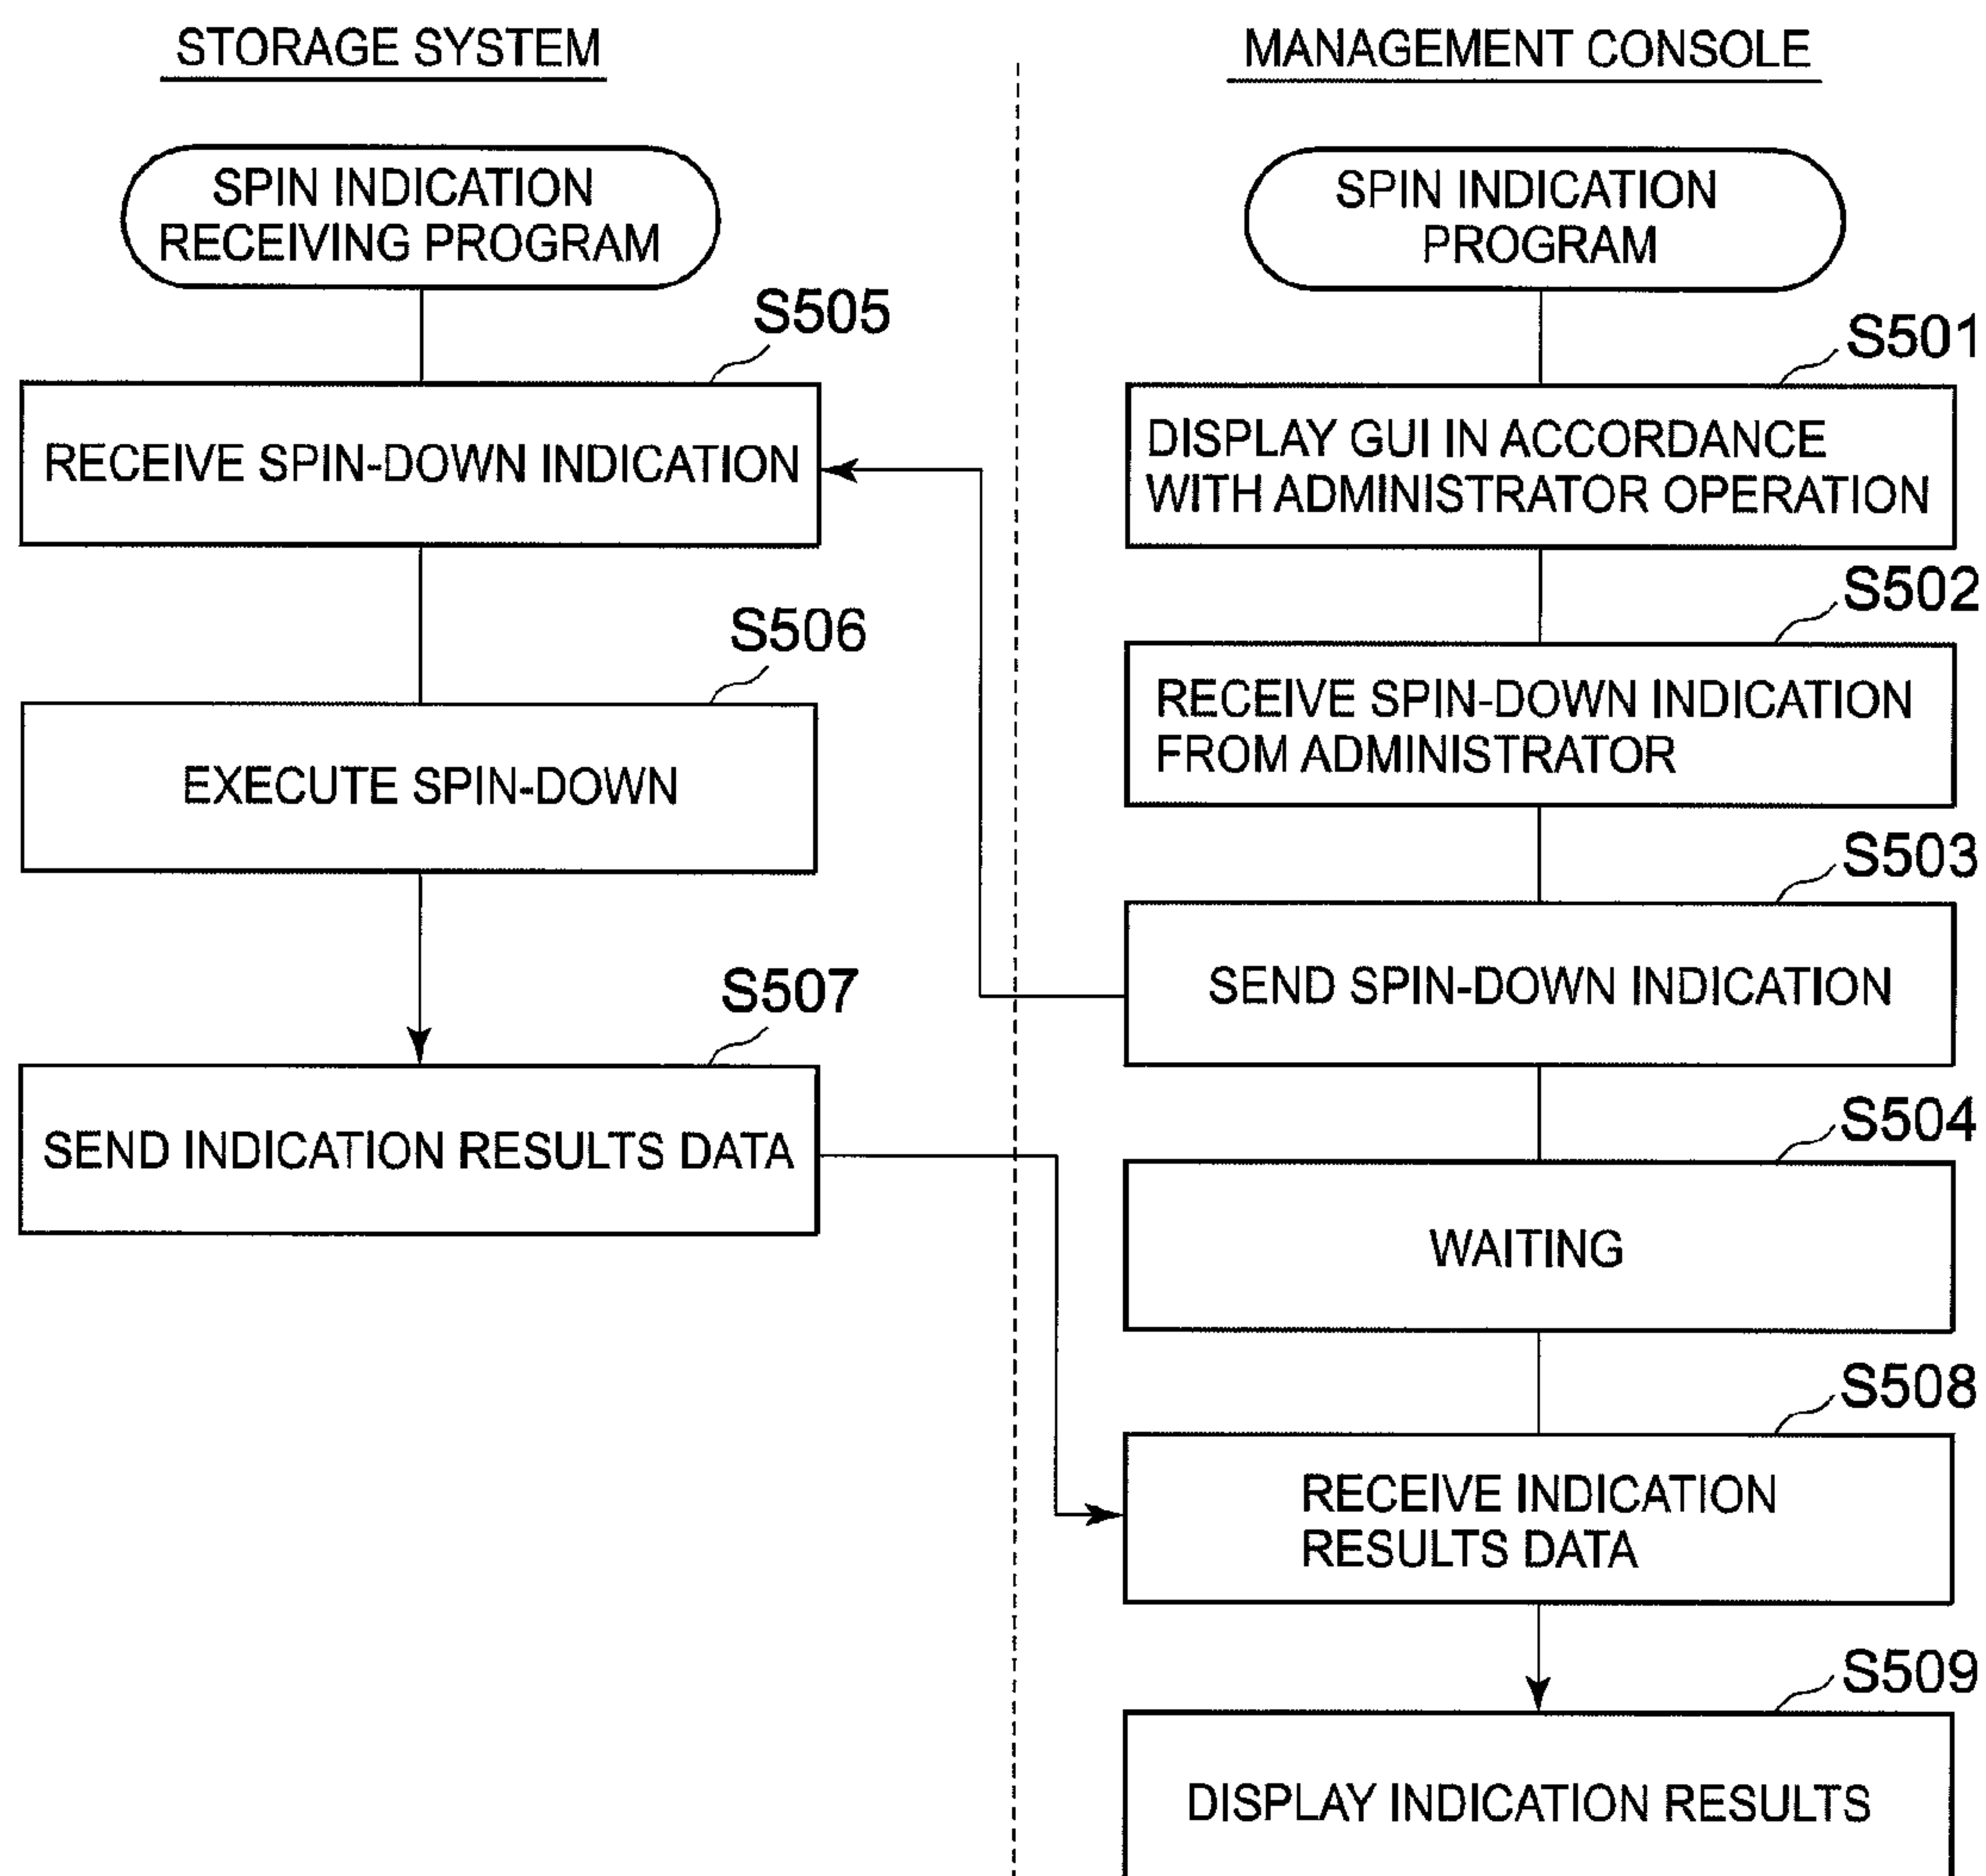 STORAGE SYSTEM
MANAGEMENT CONSOLE
SPIN INDICATION
RECEIVING PROGRAM
S505
RECEIVE SPIN-DOWN INDICATION
S506
EXECUTE SPIN-DOWN
S507
SEND INDICATION RESULTS DATA
SPIN INDICATION
PROGRAM
S501
DISPLAY GUI IN ACCORDANCE
WITH ADMINISTRATOR OPERATION
S502
RECEIVE SPIN-DOWN INDICATION
FROM ADMINISTRATOR
S503
SEND SPIN-DOWN INDICATION
S504
WAITING
S508
RECEIVE INDICATION
RESULTS DATA
S509
DISPLAY INDICATION RESULTS